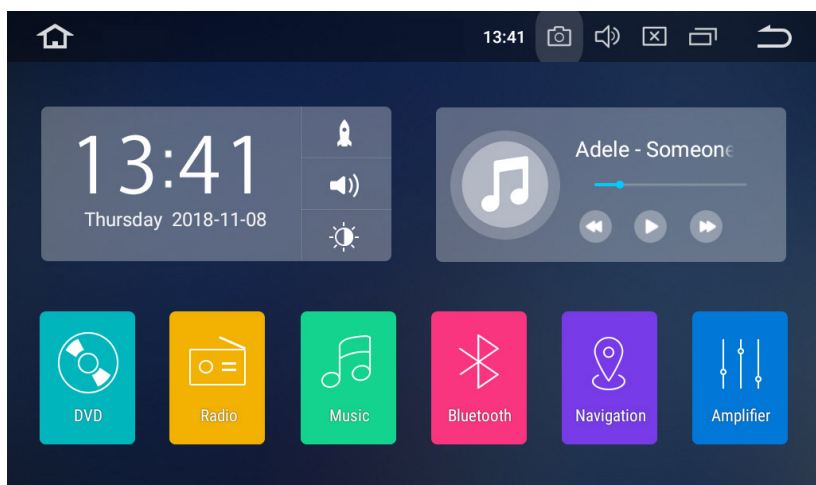 13:41
13:41
Thursday 2018-11-08
Adele - Someone
DVD
Radio
Music
Bluetooth
Navigation
Amplifier